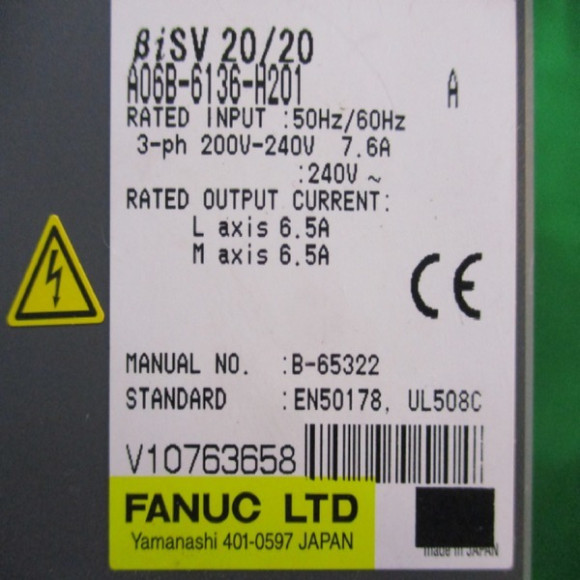 βiSV 20/20
A06B-6136-H201 A
RATED INPUT :50Hz/60Hz
3-ph 200V-240V 7.6A
:240V ~
RATED OUTPUT CURRENT:
L axis 6.5A
M axis 6.5A
CE
MANUAL NO. :B-65322
STANDARD :EN50178, UL508C
V10763658
FANUC LTD
Yamanashi 401-0597 JAPAN
made in JAPAN